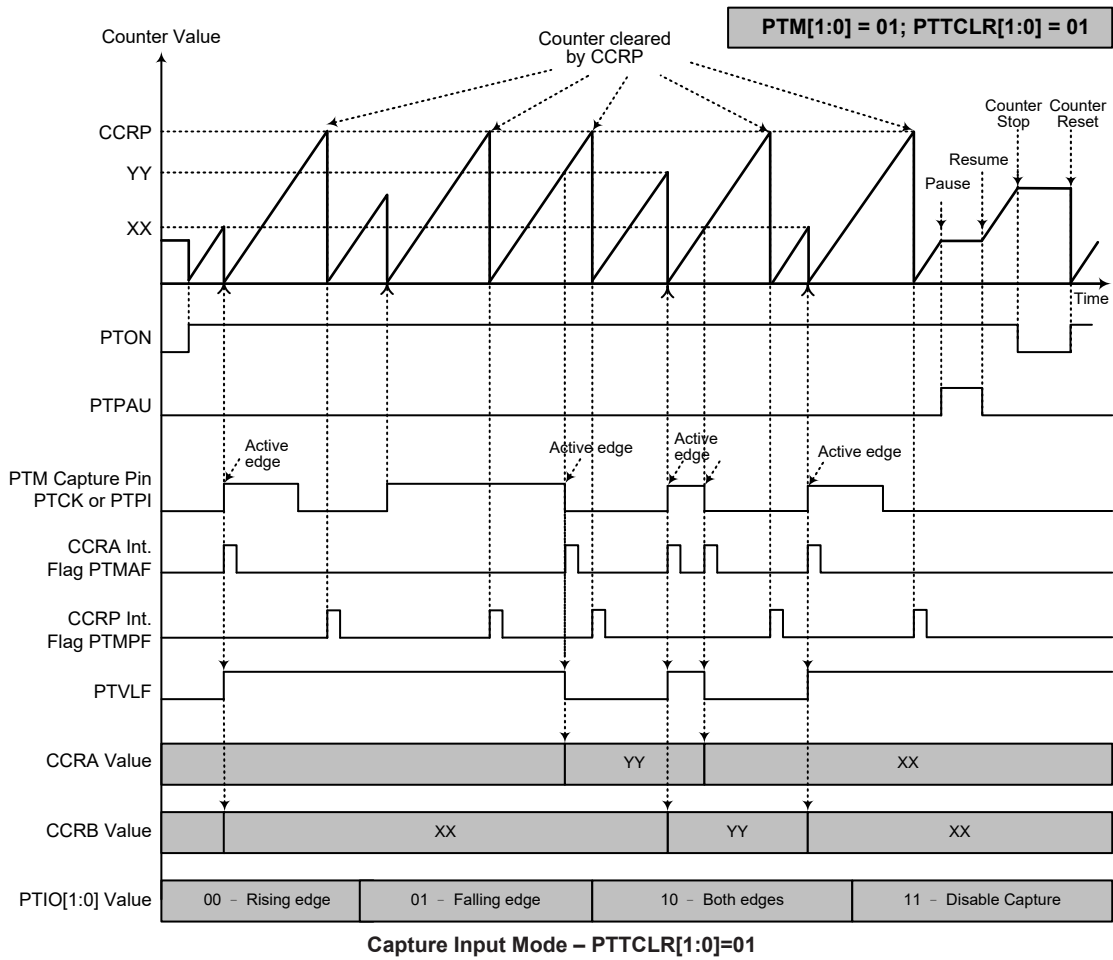 PTM[1:0] = 01; PTTCLR[1:0] = 01
Counter Value
Counter cleared
by CCRP
Counter
Stop
Counter
Reset
CCRP
YY
XX
Pause
Resume
Time
PTON
PTPAU
Active
edge
Active edge
Active
edge
Active edge
PTM Capture Pin
PTCK or PTPI
CCRA Int.
Flag PTMAF
CCRP Int.
Flag PTMPF
PTVLF
CCRA Value
YY
XX
CCRB Value
XX
YY
XX
PTIO[1:0] Value
00 - Rising edge
01 - Falling edge
10 - Both edges
11 - Disable Capture
Capture Input Mode – PTTCLR[1:0]=01